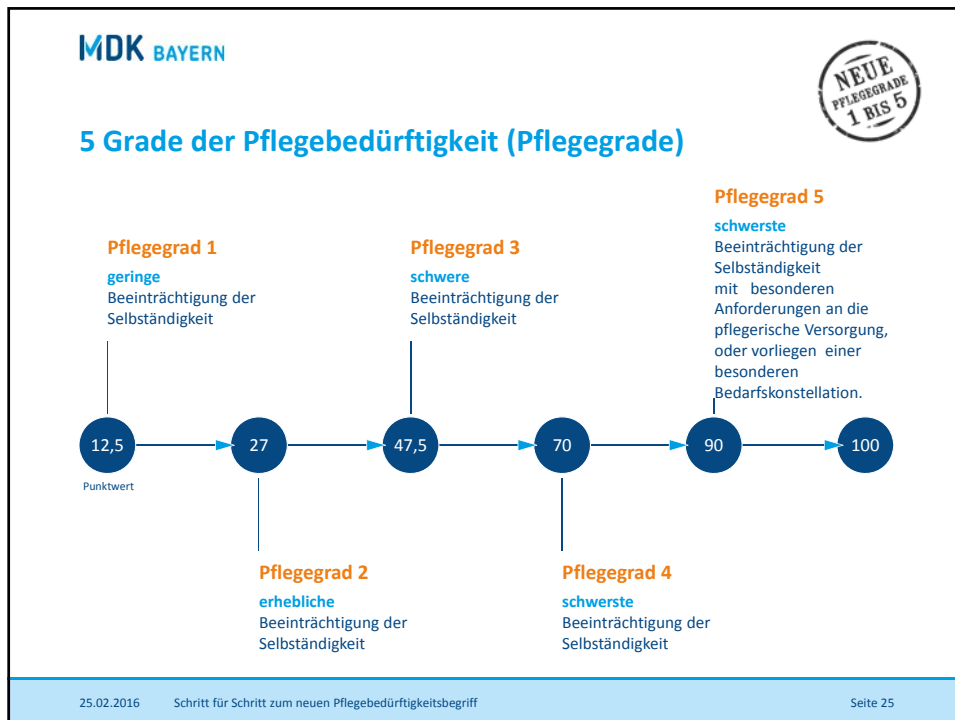 MDK BAYERN
NEUE
PFLEGEGRADE
1 BIS 5
5 Grade der Pflegebedürftigkeit (Pflegegrade)
Pflegegrad 1
geringe
Beeinträchtigung der
Selbständigkeit
Pflegegrad 3
schwere
Beeinträchtigung der
Selbständigkeit
Pflegegrad 5
schwerste
Beeinträchtigung der
Selbständigkeit
mit besonderen
Anforderungen an die
pflegerische Versorgung,
oder vorliegen einer
besonderen
Bedarfskonstellation.
12,5
27
47,5
70
90
100
Punktwert
Pflegegrad 2
erhebliche
Beeinträchtigung der
Selbständigkeit
Pflegegrad 4
schwerste
Beeinträchtigung der
Selbständigkeit
25.02.2016 Schritt für Schritt zum neuen Pflegebedürftigkeitsbegriff Seite 25